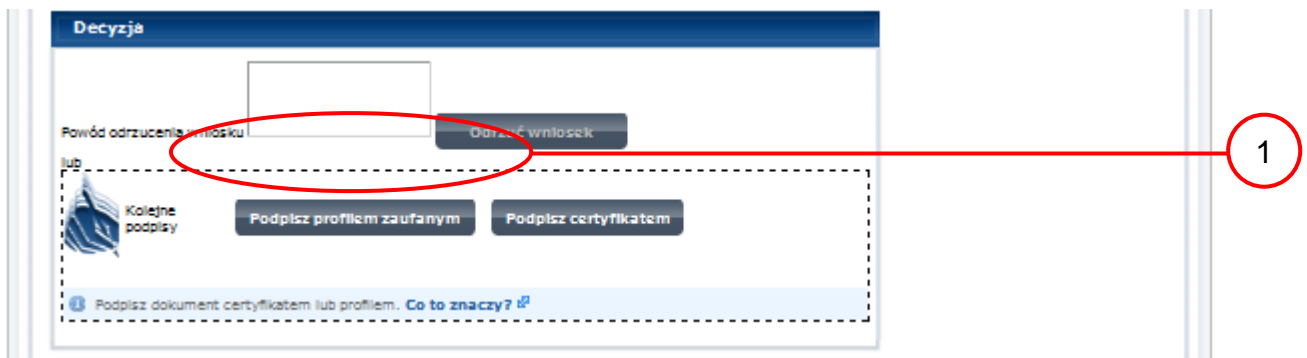 Decyzja
Powód odrzucenia wniosku
Odrzuć wniosek
1
lub
Kolejne
podpisy
Podpisz profilem zaufanym
Podpisz certyfikatem
Podpisz dokument certyfikatem lub profilem. Co to znaczy?